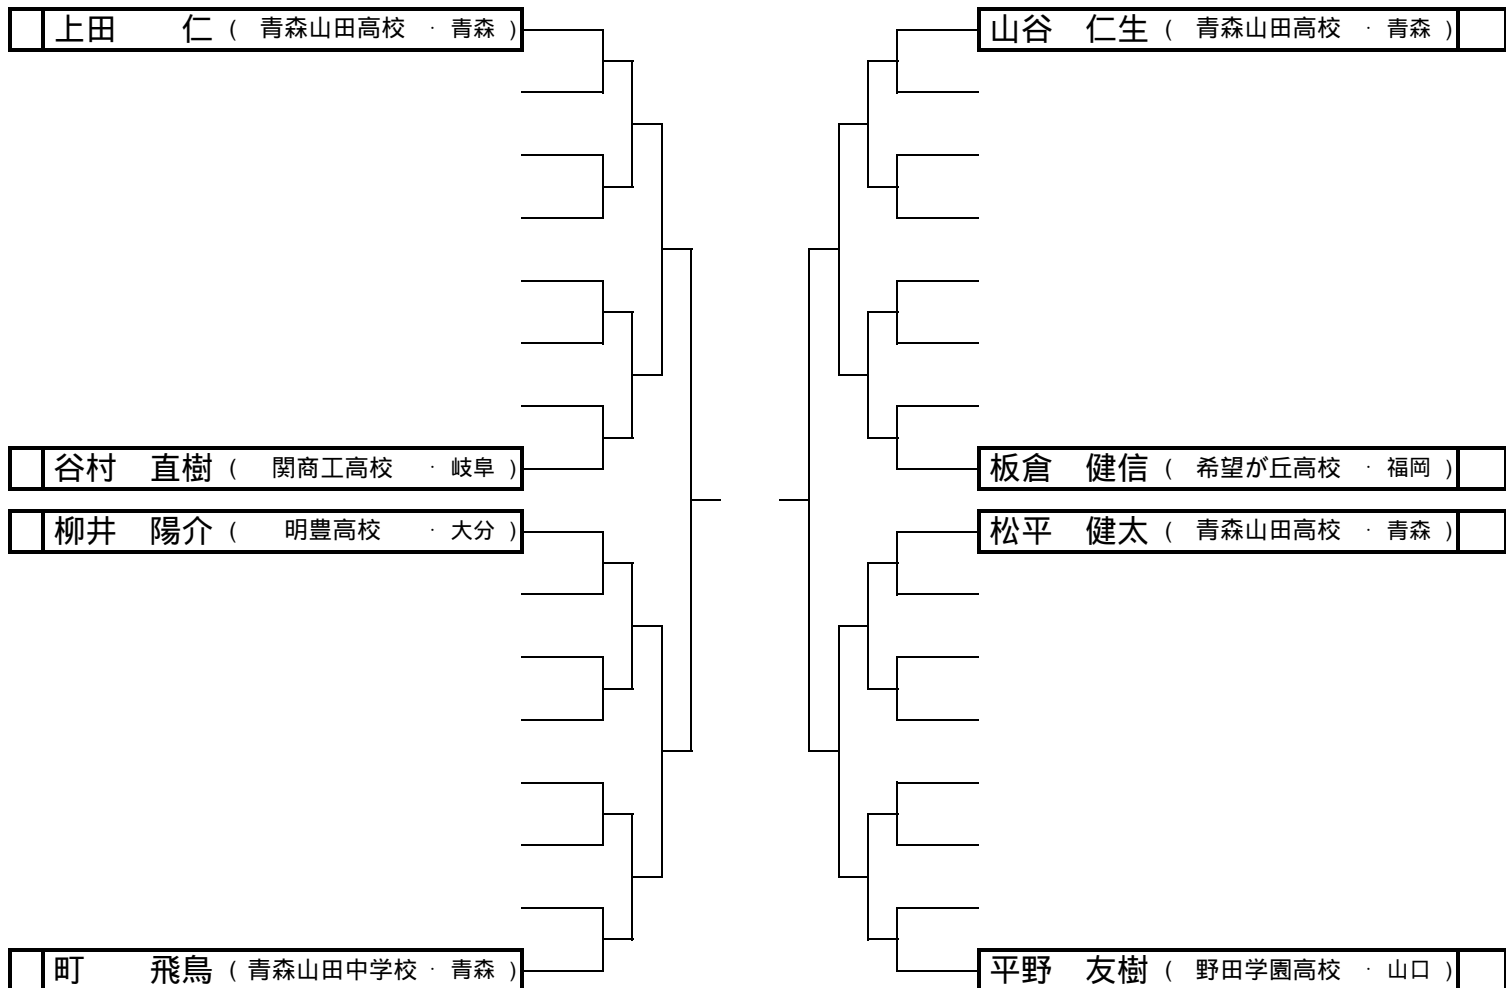 上田　　仁 ( 青森山田高校 · 青森 )
谷村　直樹 ( 関商工高校 · 岐阜 )
柳井　陽介 ( 明豊高校 · 大分 )
町　　飛鳥 ( 青森山田中学校 · 青森 )
山谷　仁生 ( 青森山田高校 · 青森 )
板倉　健信 ( 希望が丘高校 · 福岡 )
松平　健太 ( 青森山田高校 · 青森 )
平野　友樹 ( 野田学園高校 · 山口 )